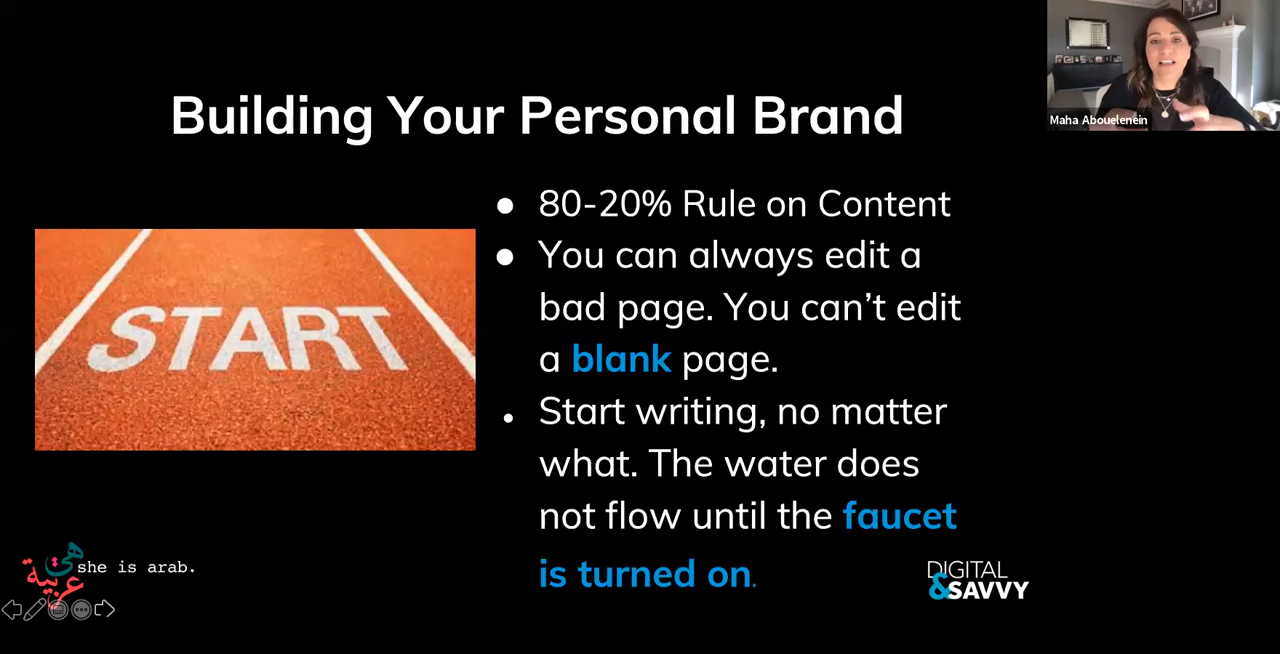 Maha Abouelenein
Building Your Personal Brand
● 80-20% Rule on Content
● You can always edit a
bad page. You can’t edit
a blank page.
● Start writing, no matter
what. The water does
not flow until the faucet
is turned on.
START
هي
عربية
she is arab.
DIGITAL
&SAVVY